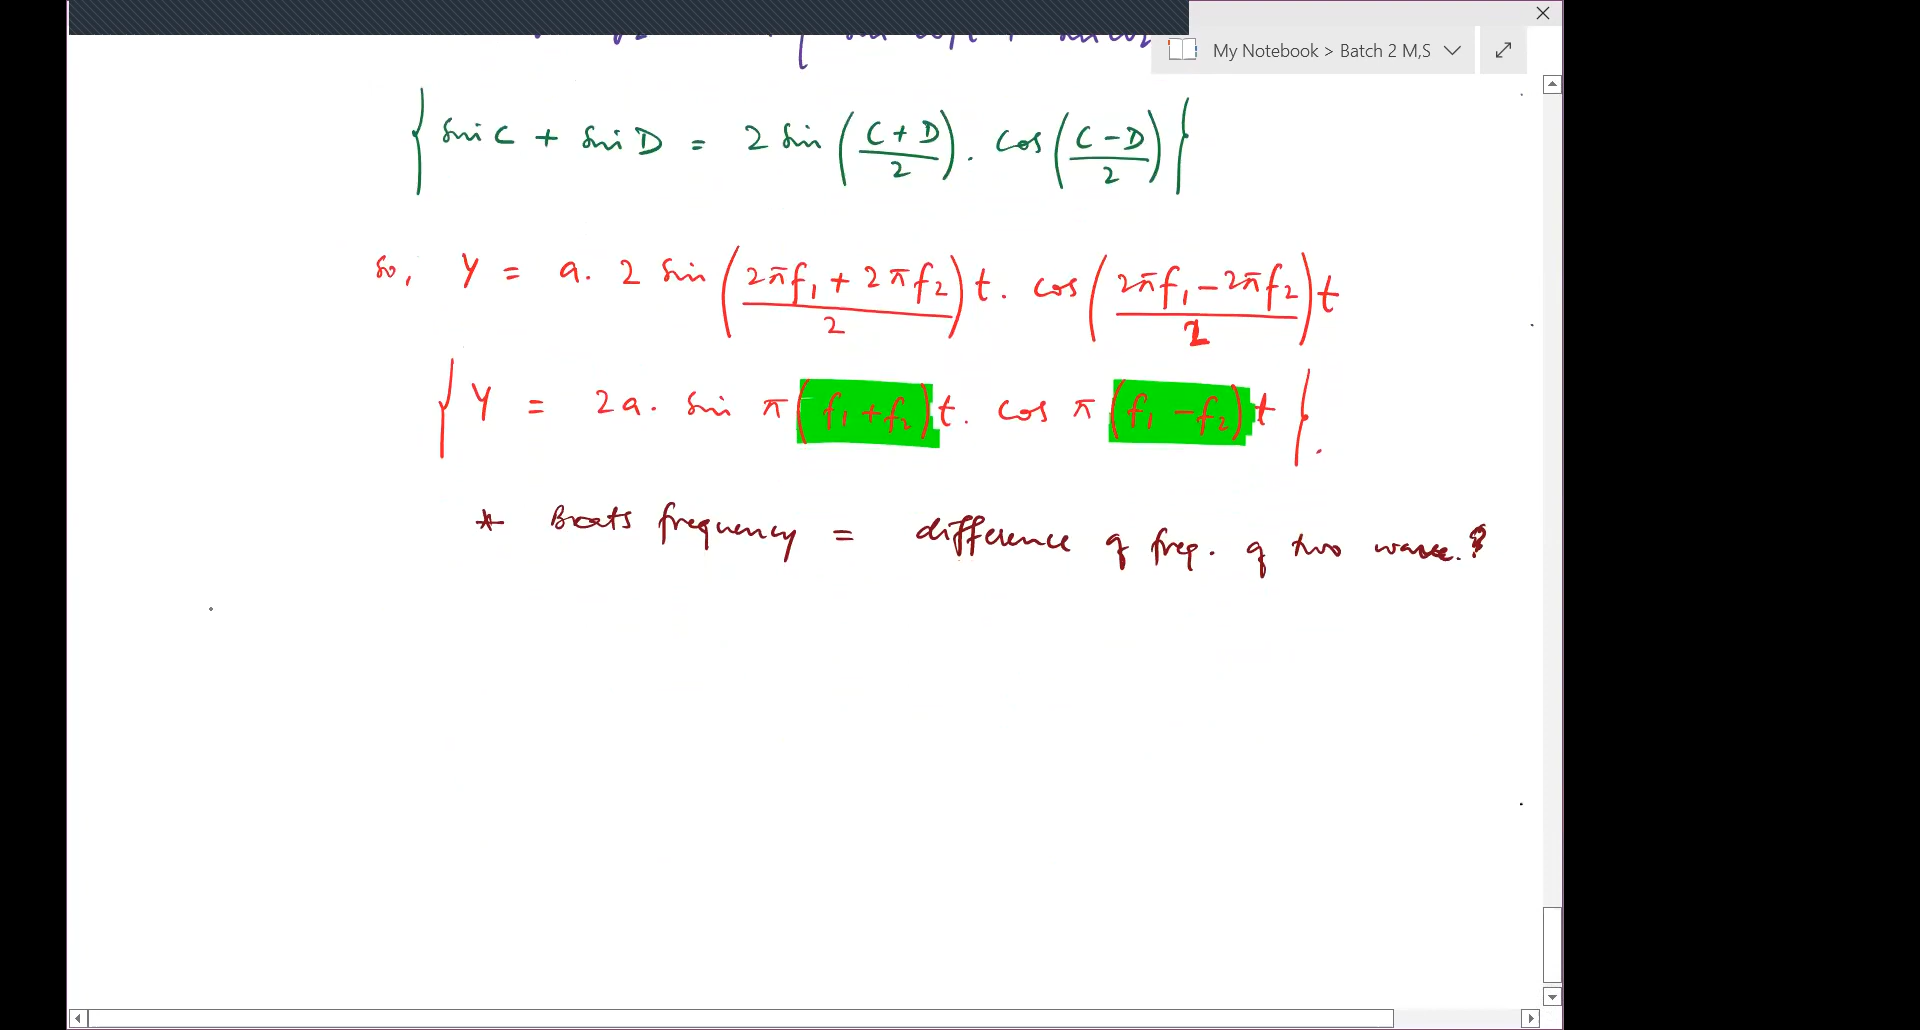 My Notebook > Batch 2 M,S
{ sin C + sin D = 2 sin ( (C + D)/2 ) . cos ( (C - D)/2 ) }
so, Y = a. 2 sin ( (2πf₁ + 2πf₂)/2 ) t. cos ( (2πf₁ - 2πf₂)/2 ) t
{ Y = 2a. sin π ( f₁ + f₂ ) t. cos π ( f₁ - f₂ ) t }.
* Beats frequency = difference of freq. of two wave.